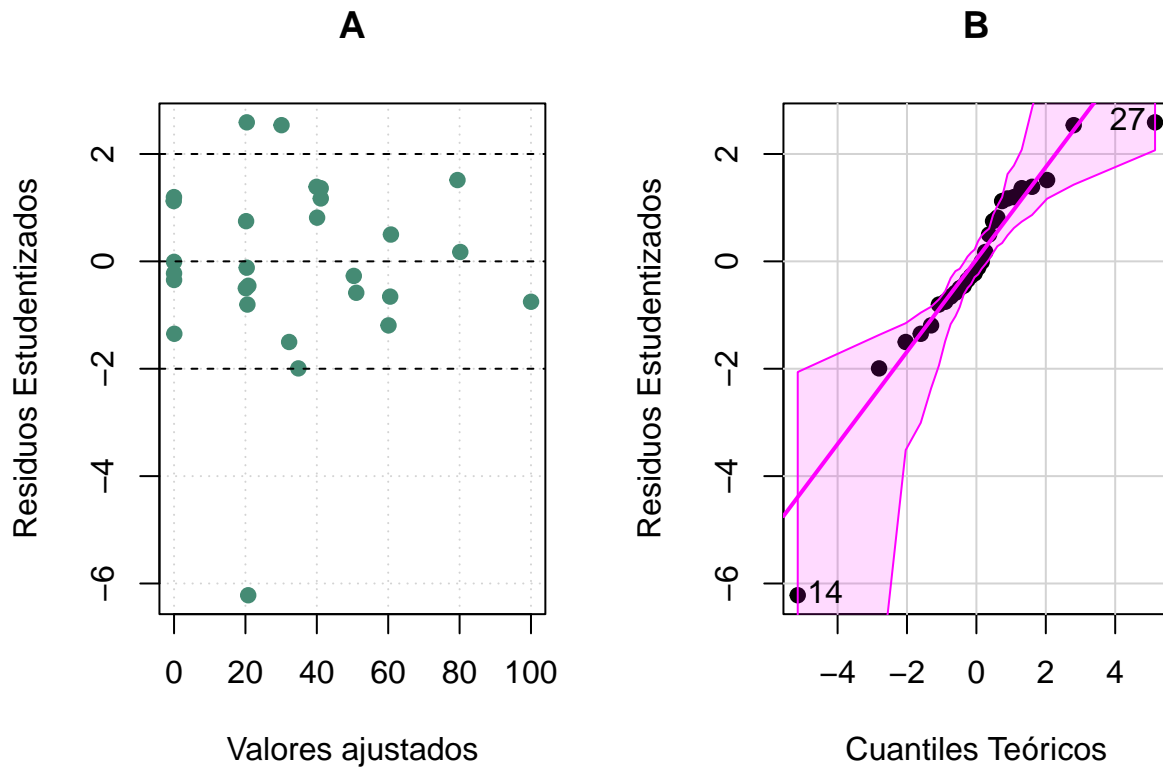 A
Residuos Estudentizados
2
0
−2
−4
−6
0 20 40 60 80 100
Valores ajustados
B
Residuos Estudentizados
2
0
−2
−4
−6
27
14
−4 −2 0 2 4
Cuantiles Teóricos